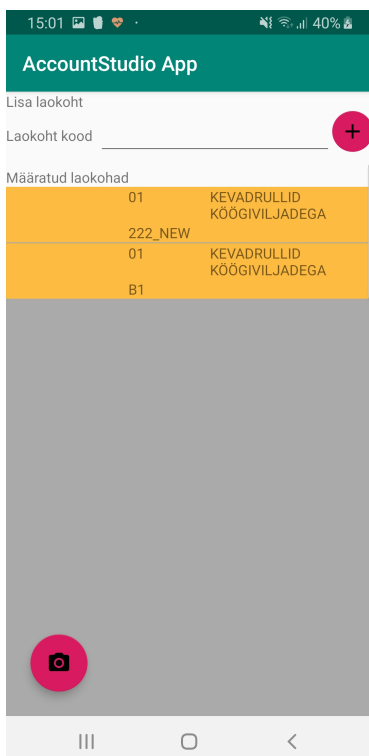 15:01 40%
AccountStudio App
Lisa laokoht
Laokoht kood
+
Määratud laokohad
01 KEVADRULLID
KÖÖGIVILJADEGA
222_NEW
01 KEVADRULLID
KÖÖGIVILJADEGA
B1